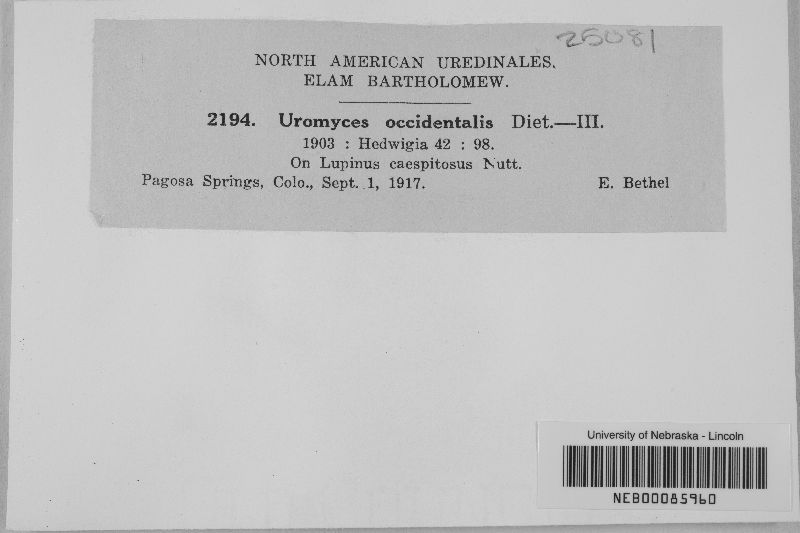 25081
NORTH AMERICAN UREDINALES.
ELAM BARTHOLOMEW.
2194. Uromyces occidentalis Diet.—III.
1903 : Hedwigia 42 : 98.
On Lupinus caespitosus Nutt.
Pagosa Springs, Colo., Sept. 1, 1917. E. Bethel
University of Nebraska - Lincoln
NEB00085960